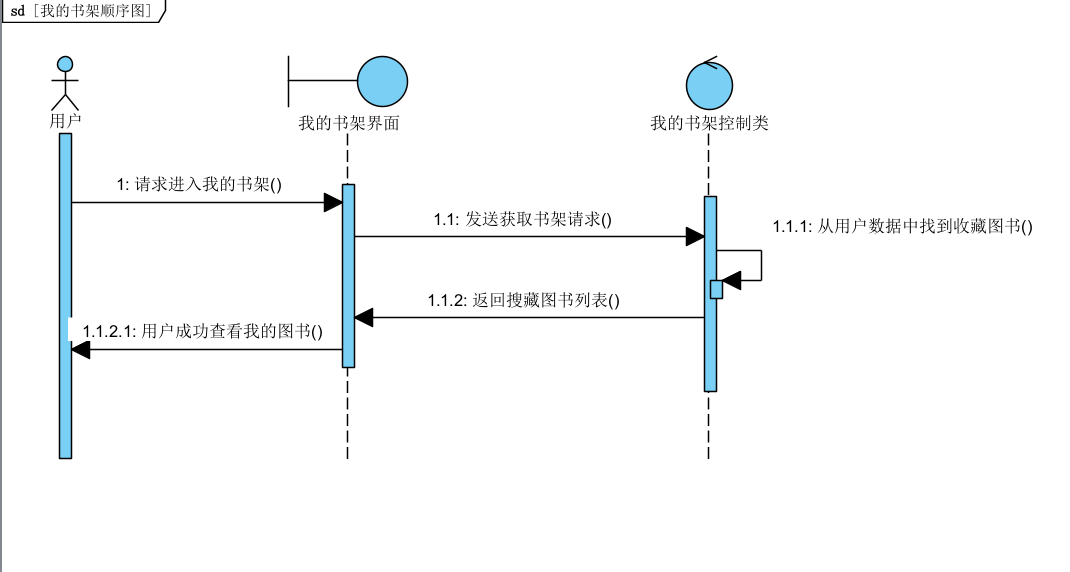 sd [我的书架顺序图]
用户
我的书架界面
我的书架控制类
1: 请求进入我的书架()
1.1: 发送获取书架请求()
1.1.1: 从用户数据中找到收藏图书()
1.1.2: 返回搜藏图书列表()
1.1.2.1: 用户成功查看我的图书()